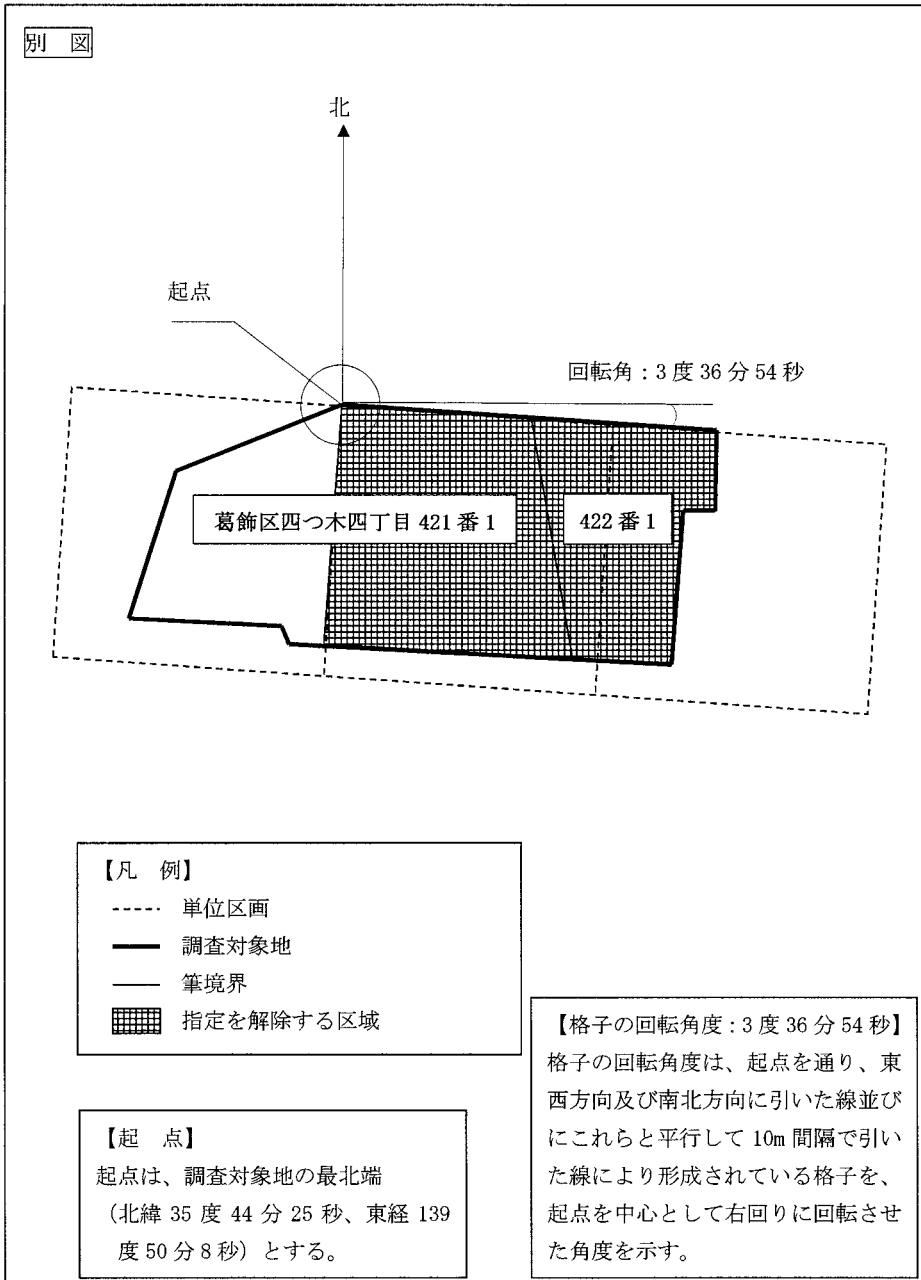 別　図
北
起点
回転角：3 度 36 分 54 秒
葛飾区四つ木四丁目 421 番 1
422 番 1
【凡　例】
単位区画
調査対象地
筆境界
指定を解除する区域
【格子の回転角度：3 度 36 分 54 秒】
格子の回転角度は、起点を通り、東
西方向及び南北方向に引いた線並び
にこれらと平行して 10m 間隔で引い
た線により形成されている格子を、
起点を中心として右回りに回転させ
た角度を示す。
【起　点】
起点は、調査対象地の最北端
（北緯 35 度 44 分 25 秒、東経 139
度 50 分 8 秒）とする。